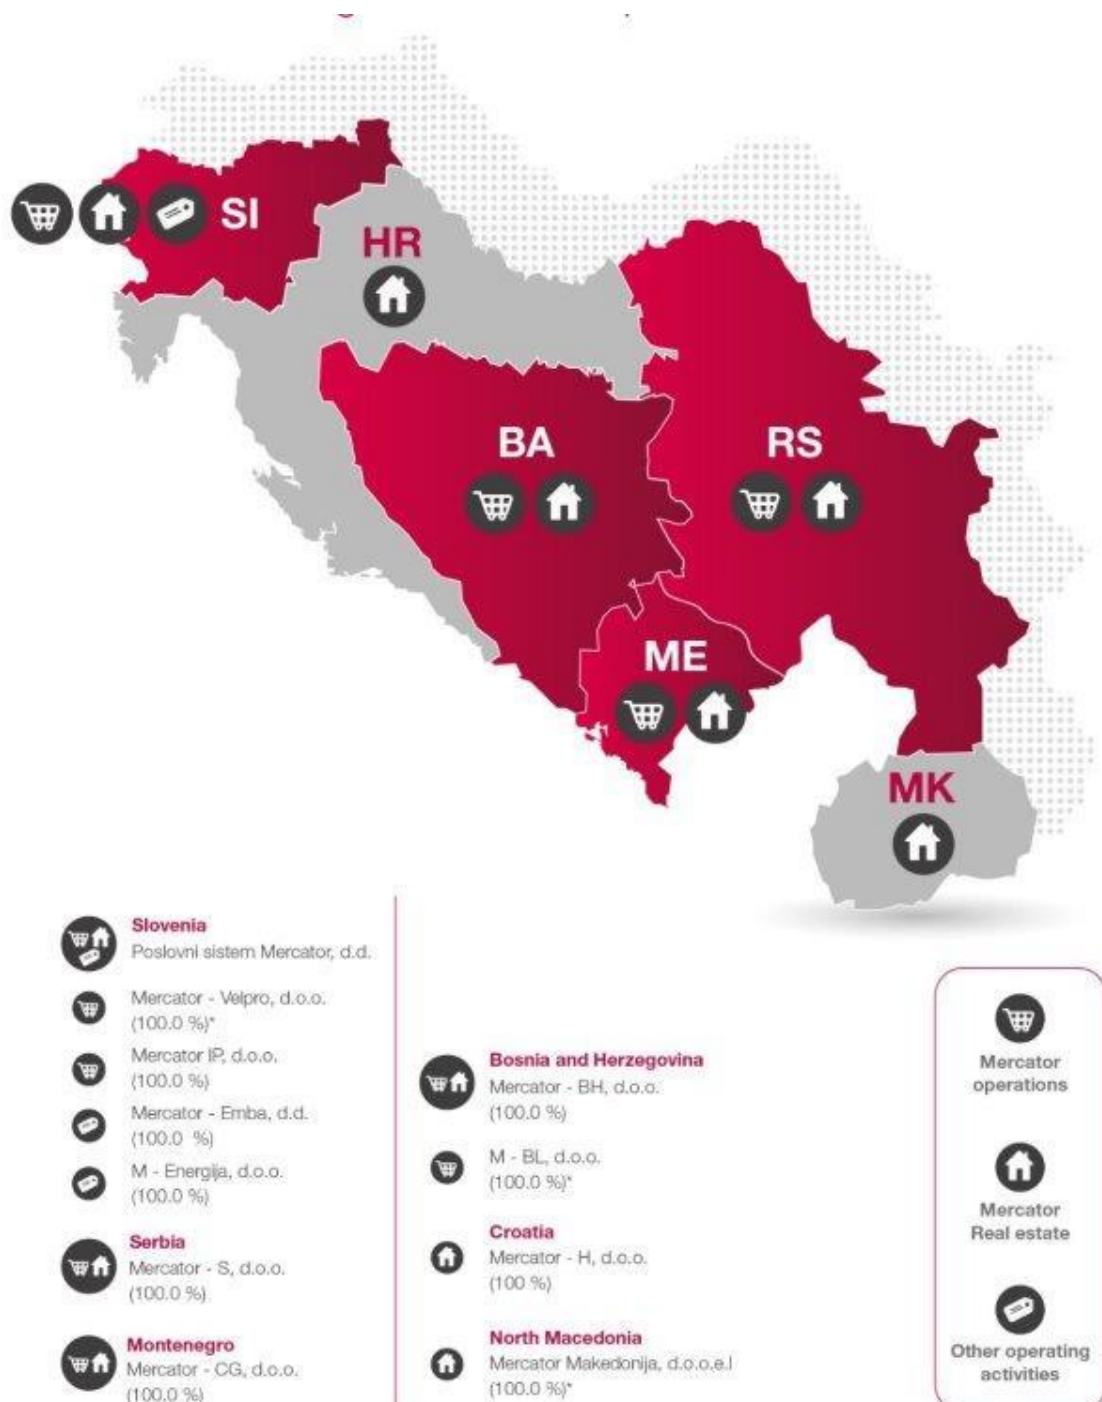 SI
HR
BA
RS
ME
MK
Slovenia
Poslovni sistem Mercator, d.d.
Mercator - Velpro, d.o.o.
(100.0 %)*
Mercator IP, d.o.o.
(100.0 %)
Mercator - Emba, d.d.
(100.0 %)
M - Energija, d.o.o.
(100.0 %)
Serbia
Mercator - S, d.o.o.
(100.0 %)
Montenegro
Mercator - CG, d.o.o.
(100.0 %)
Bosnia and Herzegovina
Mercator - BH, d.o.o.
(100.0 %)
M - BL, d.o.o.
(100.0 %)*
Croatia
Mercator - H, d.o.o.
(100 %)
North Macedonia
Mercator Makedonija, d.o.o.e.l
(100.0 %)*
Mercator
operations
Mercator
Real estate
Other operating
activities